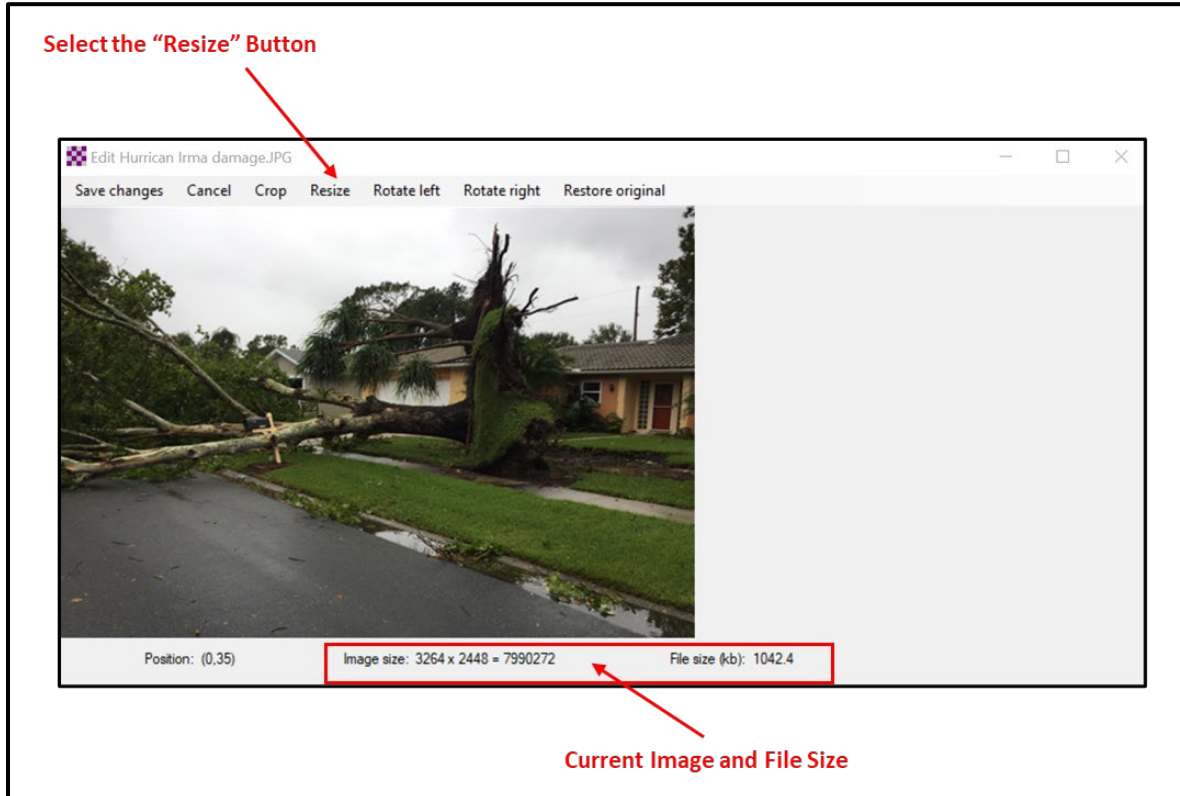 Select the “Resize” Button
Edit Hurrican Irma damage.JPG
Save changes Cancel Crop Resize Rotate left Rotate right Restore original
Position: (0,35) Image size: 3264 x 2448 = 7990272 File size (kb): 1042.4
Current Image and File Size